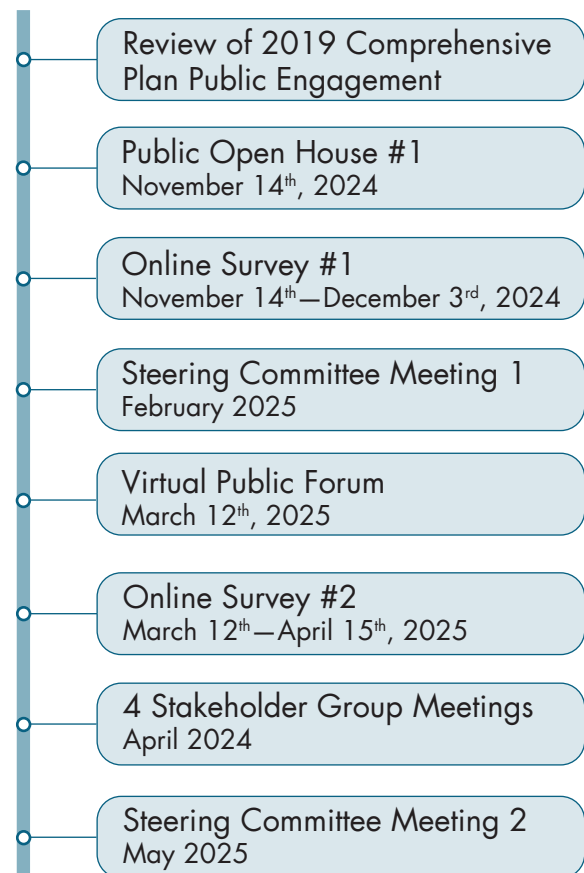 Review of 2019 Comprehensive
Plan Public Engagement
Public Open House #1
November 14th, 2024
Online Survey #1
November 14th—December 3rd, 2024
Steering Committee Meeting 1
February 2025
Virtual Public Forum
March 12th, 2025
Online Survey #2
March 12th—April 15th, 2025
4 Stakeholder Group Meetings
April 2024
Steering Committee Meeting 2
May 2025